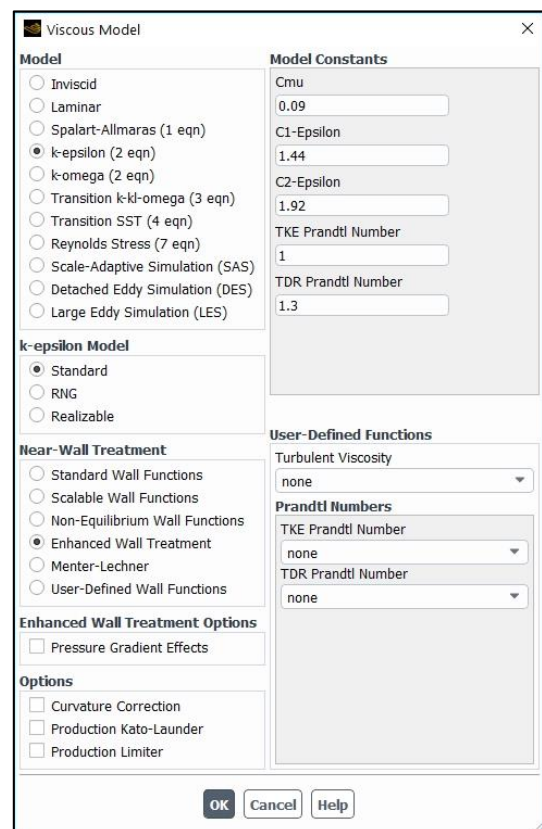 Viscous Model
Model
Inviscid
Laminar
Spalart-Allmaras (1 eqn)
k-epsilon (2 eqn)
k-omega (2 eqn)
Transition k-kl-omega (3 eqn)
Transition SST (4 eqn)
Reynolds Stress (7 eqn)
Scale-Adaptive Simulation (SAS)
Detached Eddy Simulation (DES)
Large Eddy Simulation (LES)
k-epsilon Model
Standard
RNG
Realizable
Near-Wall Treatment
Standard Wall Functions
Scalable Wall Functions
Non-Equilibrium Wall Functions
Enhanced Wall Treatment
Menter-Lechner
User-Defined Wall Functions
Enhanced Wall Treatment Options
Pressure Gradient Effects
Options
Curvature Correction
Production Kato-Launder
Production Limiter
Model Constants
Cmu
0.09
C1-Epsilon
1.44
C2-Epsilon
1.92
TKE Prandtl Number
1
TDR Prandtl Number
1.3
User-Defined Functions
Turbulent Viscosity
none
Prandtl Numbers
TKE Prandtl Number
none
TDR Prandtl Number
none
OK Cancel Help